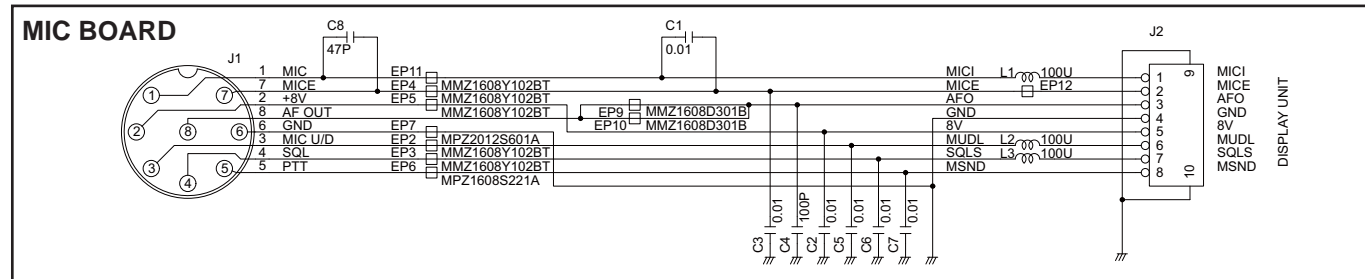 MIC BOARD
C8
47P
C1
0.01
J2
J1
1 MIC EP11 MICI L1 100U 1 9 MICI
7 MICE EP4 MMZ1608Y102BT MICE EP12 2 MICE
2 +8V EP5 MMZ1608Y102BT AFO 3 AFO
8 AF OUT MMZ1608Y102BT EP9 MMZ1608D301B GND 4 GND
6 GND EP7 EP10 MMZ1608D301B 8V 5 8V
3 MIC U/D EP2 MPZ2012S601A MUDL L2 100U 6 MUDL
4 SQL EP3 MMZ1608Y102BT SQLS L3 100U 7 SQLS
5 PTT EP6 MMZ1608Y102BT MSND 8 10 MSND
MPZ1608S221A
1 7
2 8 6
3 5
4
DISPLAY UNIT
C3 0.01
C4 100P
C2 0.01
C5 0.01
C6 0.01
C7 0.01